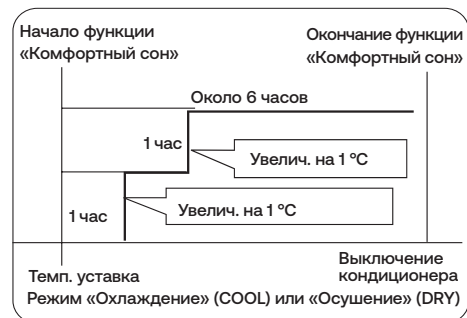 Начало функции
«Комфортный сон»
Окончание функции
«Комфортный сон»
Около 6 часов
1 час
Увелич. на 1 °C
1 час
Увелич. на 1 °C
Темп. уставка
Выключение
кондиционера
Режим «Охлаждение» (COOL) или «Осушение» (DRY)